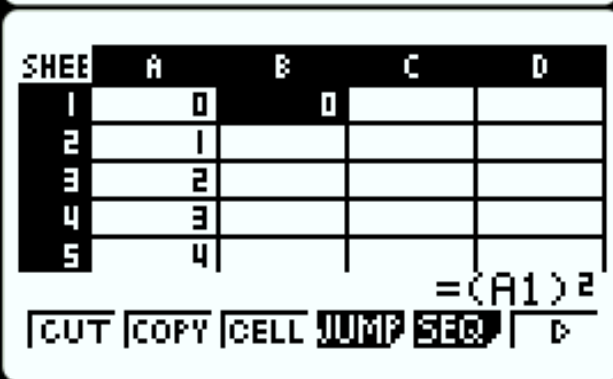 SHEE A B C D
1 0 0
2 1
3 2
4 3
5 4
=(A1)²
CUT COPY CELL JUMP SEQ ▷